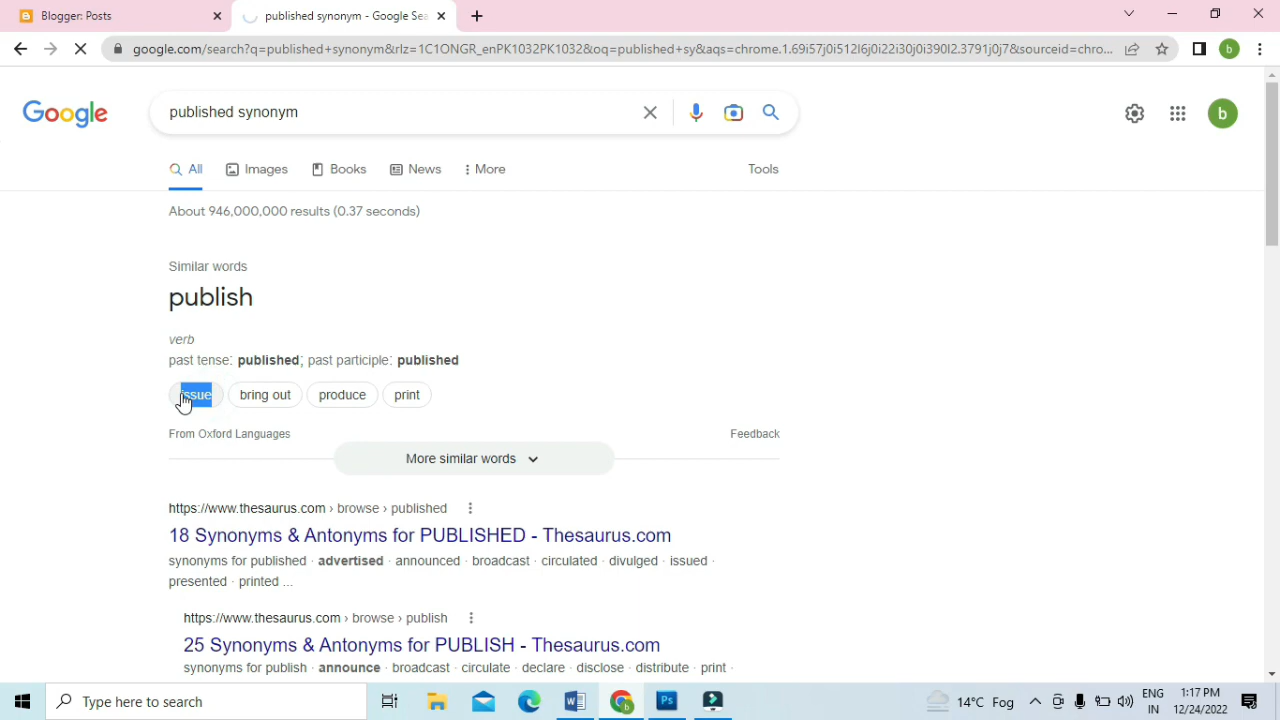 Blogger: Posts
published synonym - Google Sea
google.com/search?q=published+synonym&rlz=1C1ONGR_enPK1032PK1032&oq=published+sy&aqs=chrome.1.69i57j0i512l6j0i22i30j0i390l2.3791j0j7&sourceid=chro...
b
Google
published synonym
b
All
Images
Books
News
More
Tools
About 946,000,000 results (0.37 seconds)
Similar words
publish
verb
past tense: published; past participle: published
issue
bring out
produce
print
From Oxford Languages
Feedback
More similar words
https://www.thesaurus.com › browse › published
18 Synonyms & Antonyms for PUBLISHED - Thesaurus.com
synonyms for published · advertised · announced · broadcast · circulated · divulged · issued ·
presented · printed ...
https://www.thesaurus.com › browse › publish
25 Synonyms & Antonyms for PUBLISH - Thesaurus.com
synonyms for publish · announce · broadcast · circulate · declare · disclose · distribute · print ·
Type here to search
Ps
14°C Fog
ENG
IN
1:17 PM
12/24/2022